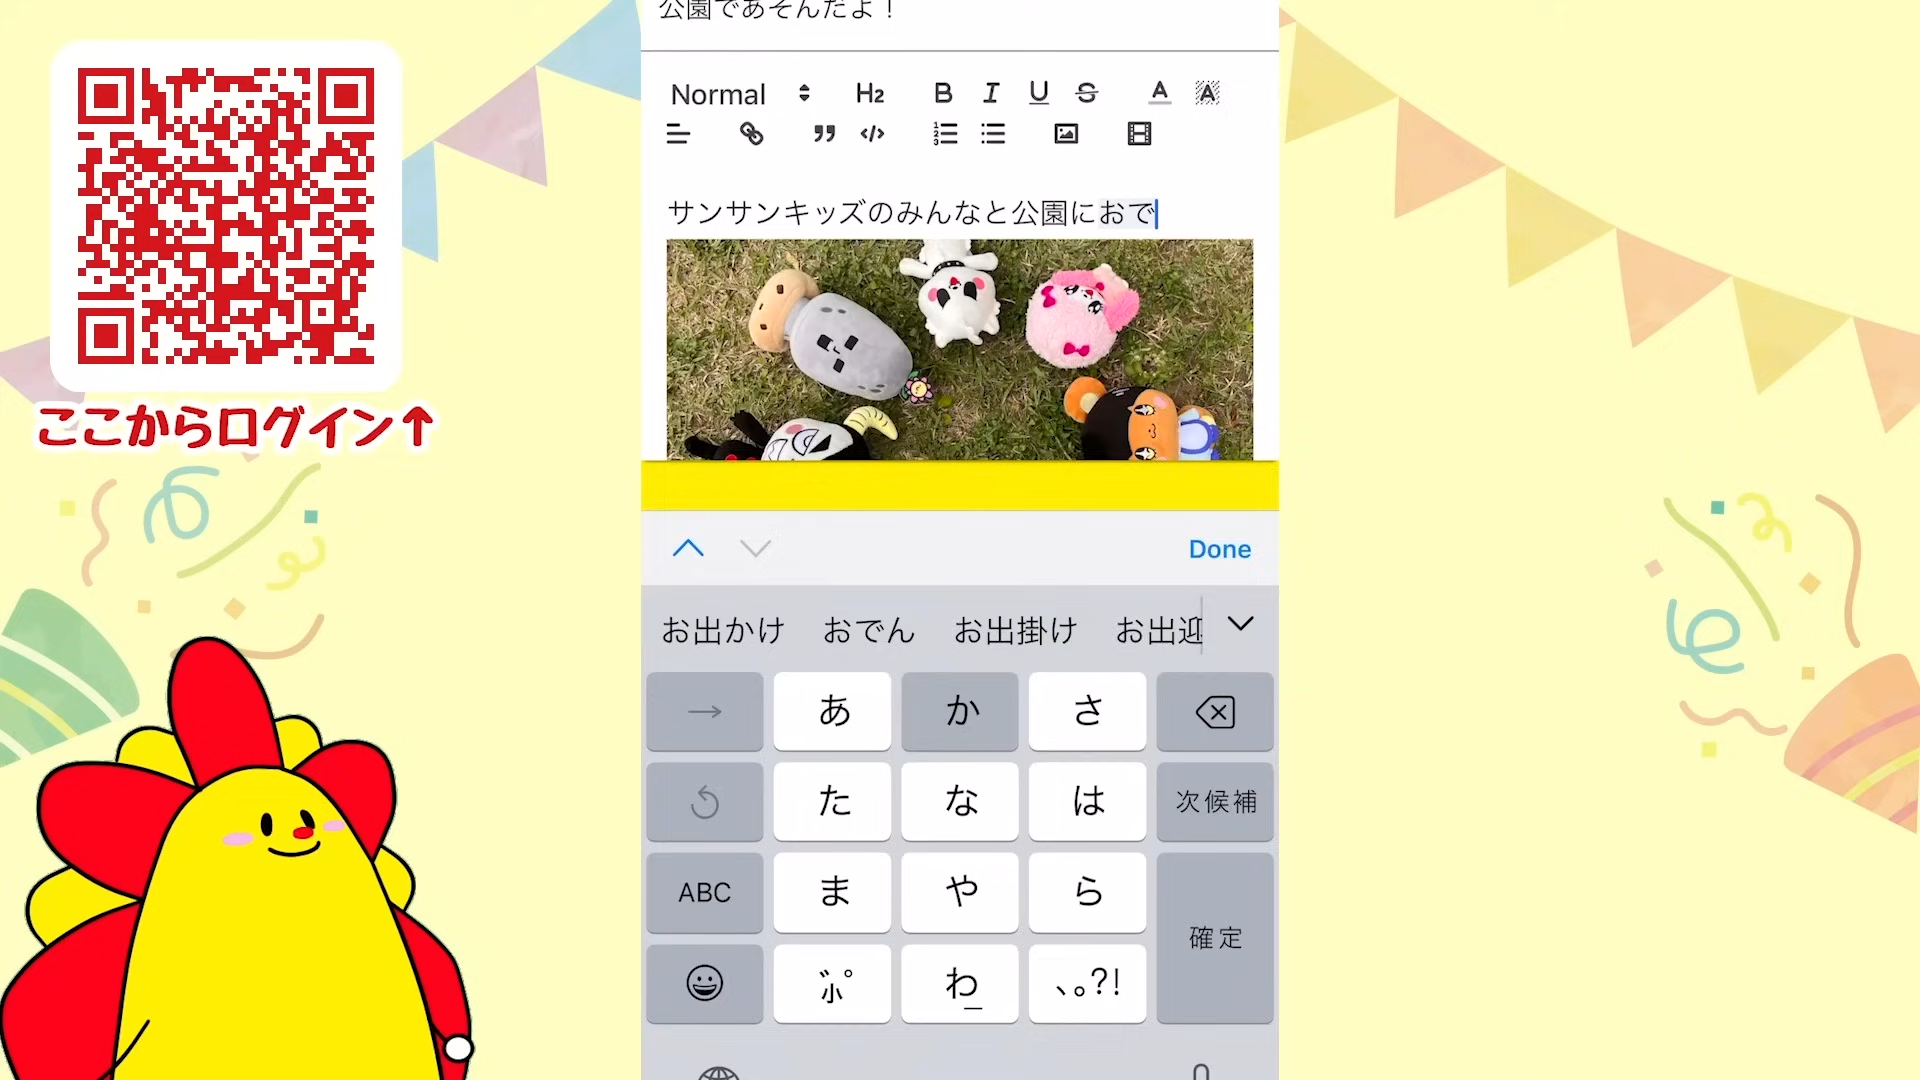 公園であそんだよ！
Normal H2 B I U S A A
サンサンキッズのみんなと公園におで
ここからログイン↑
Done
お出かけ おでん お出掛け お出迎
→ あ か さ
た な は 次候補
ABC ま や ら 確定
゛゜小 わ_ 、。?!